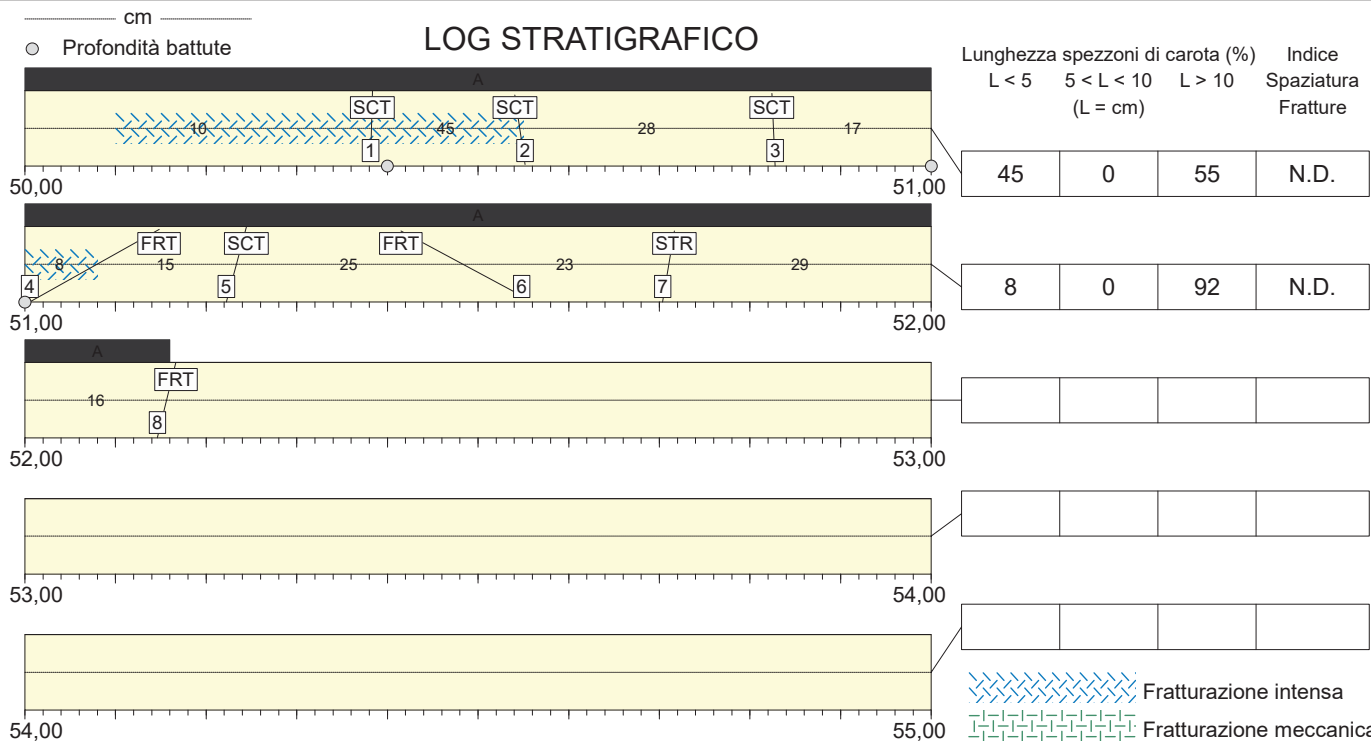 cm
Profondità battute
LOG STRATIGRAFICO
Lunghezza spezzoni di carota (%) Indice
L < 5 5 < L < 10 L > 10 Spaziatura
(L = cm) Fratture
A
SCT SCT SCT
10 45 28 17
1 2 3
50,00 51,00
45 0 55 N.D.
A
FRT SCT FRT STR
8 15 25 23 29
4 5 6 7
51,00 52,00
8 0 92 N.D.
A
FRT
16
8
52,00 53,00
53,00 54,00
54,00 55,00
Fratturazione intensa
Fratturazione meccanica